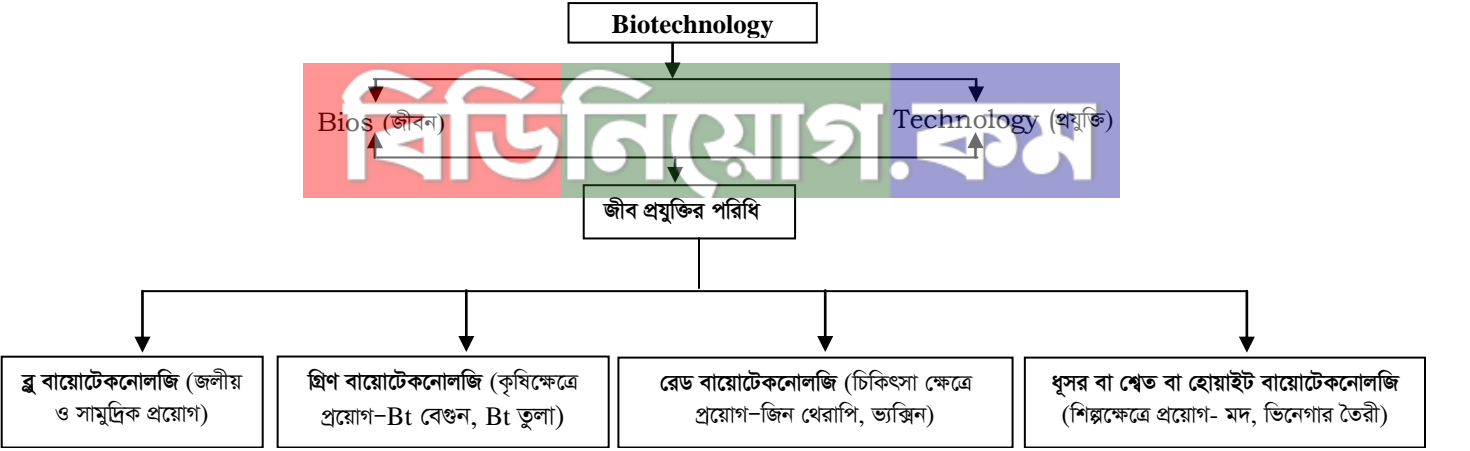 Biotechnology
Bios (জীবন)
Technology (প্রযুক্তি)
বিডিনিয়োগ.কম
জীব প্রযুক্তির পরিধি
ব্লু বায়োটেকনোলজি (জলীয়
ও সামুদ্রিক প্রয়োগ)
গ্রিণ বায়োটেকনোলজি (কৃষিক্ষেত্রে
প্রয়োগ–Bt বেগুন, Bt তুলা)
রেড বায়োটেকনোলজি (চিকিৎসা ক্ষেত্রে
প্রয়োগ–জিন থেরাপি, ভ্যক্সিন)
ধূসর বা শ্বেত বা হোয়াইট বায়োটেকনোলজি
(শিল্পক্ষেত্রে প্রয়োগ- মদ, ভিনেগার তৈরী)